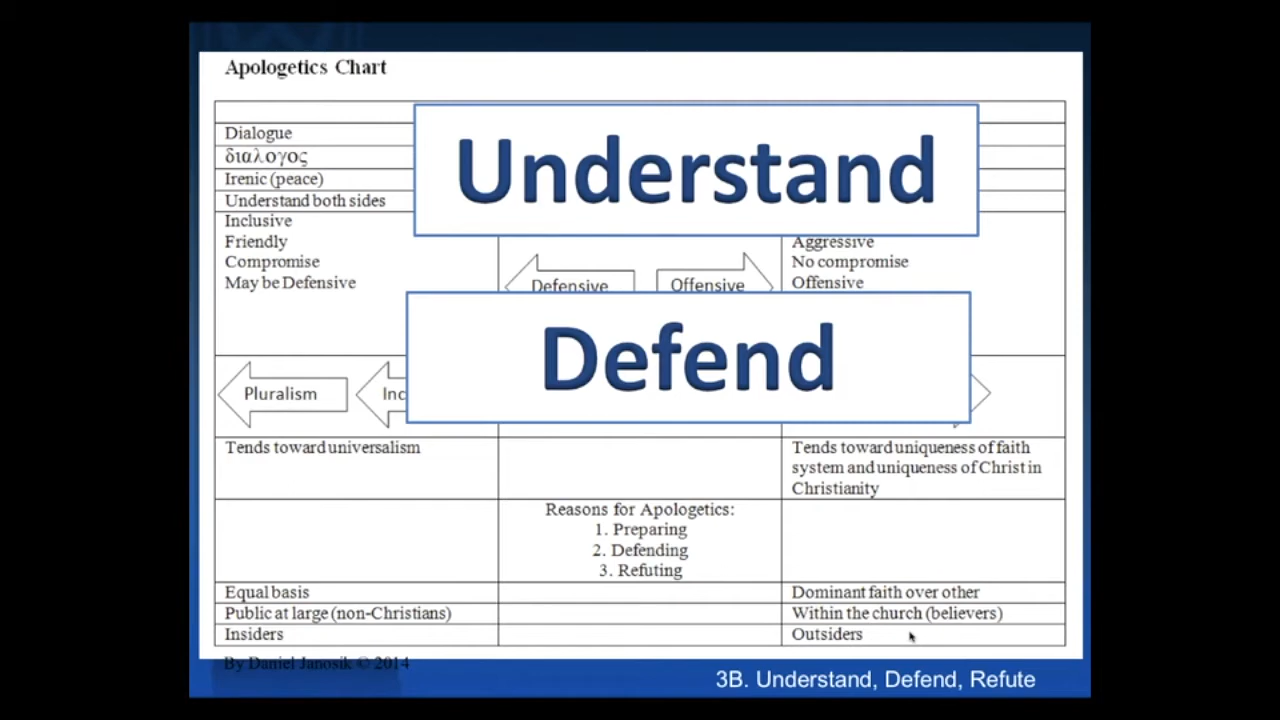 Apologetics Chart
Understand
Dialogue
διαλογος
Irenic (peace)
Understand both sides
Inclusive
Friendly
Compromise
May be Defensive
Aggressive
No compromise
Offensive
Defensive
Offensive
Defend
Pluralism
Inc
Tends toward universalism
Tends toward uniqueness of faith
system and uniqueness of Christ in
Christianity
Reasons for Apologetics:
1. Preparing
2. Defending
3. Refuting
Equal basis
Dominant faith over other
Public at large (non-Christians)
Within the church (believers)
Insiders
Outsiders
By Daniel Janosik © 2014
3B. Understand, Defend, Refute